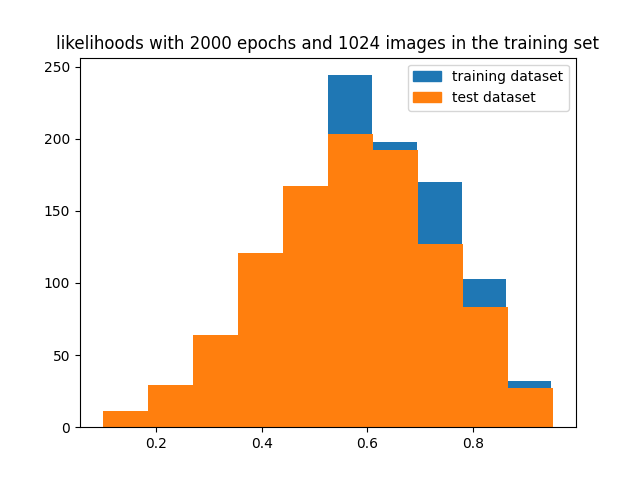 likelihoods with 2000 epochs and 1024 images in the training set
training dataset
test dataset
250
200
150
100
50
0
0.2 0.4 0.6 0.8